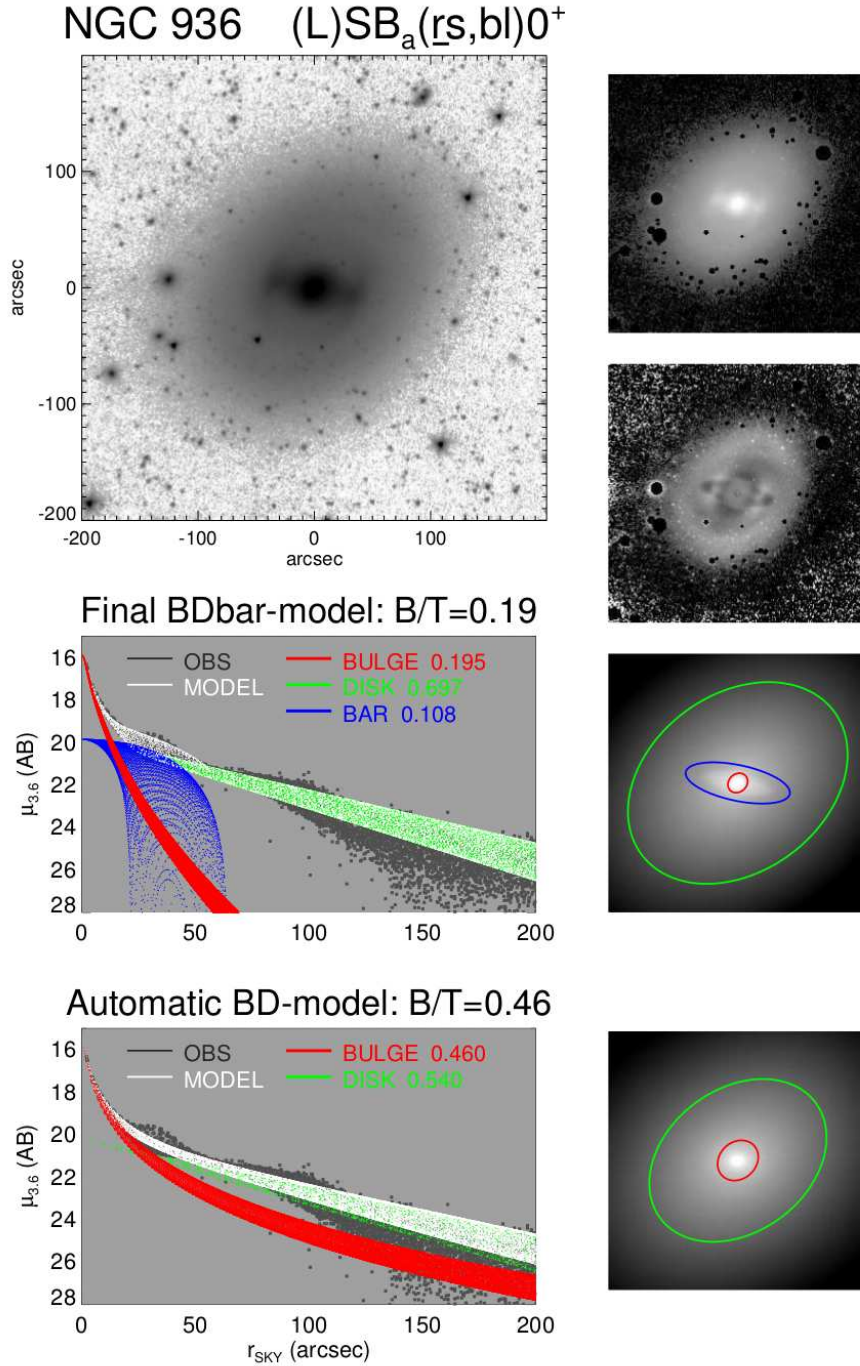 NGC 936 (L)SB_a(rs,bl)0⁺
arcsec
100
0
-100
-200
-200 -100 0 100
arcsec
Final BDbar-model: B/T=0.19
OBS BULGE 0.195
MODEL DISK 0.697
BAR 0.108
μ₃.₆ (AB)
16
18
20
22
24
26
28
0 50 100 150 200
Automatic BD-model: B/T=0.46
OBS BULGE 0.460
MODEL DISK 0.540
μ₃.₆ (AB)
16
18
20
22
24
26
28
0 50 100 150 200
r_SKY (arcsec)